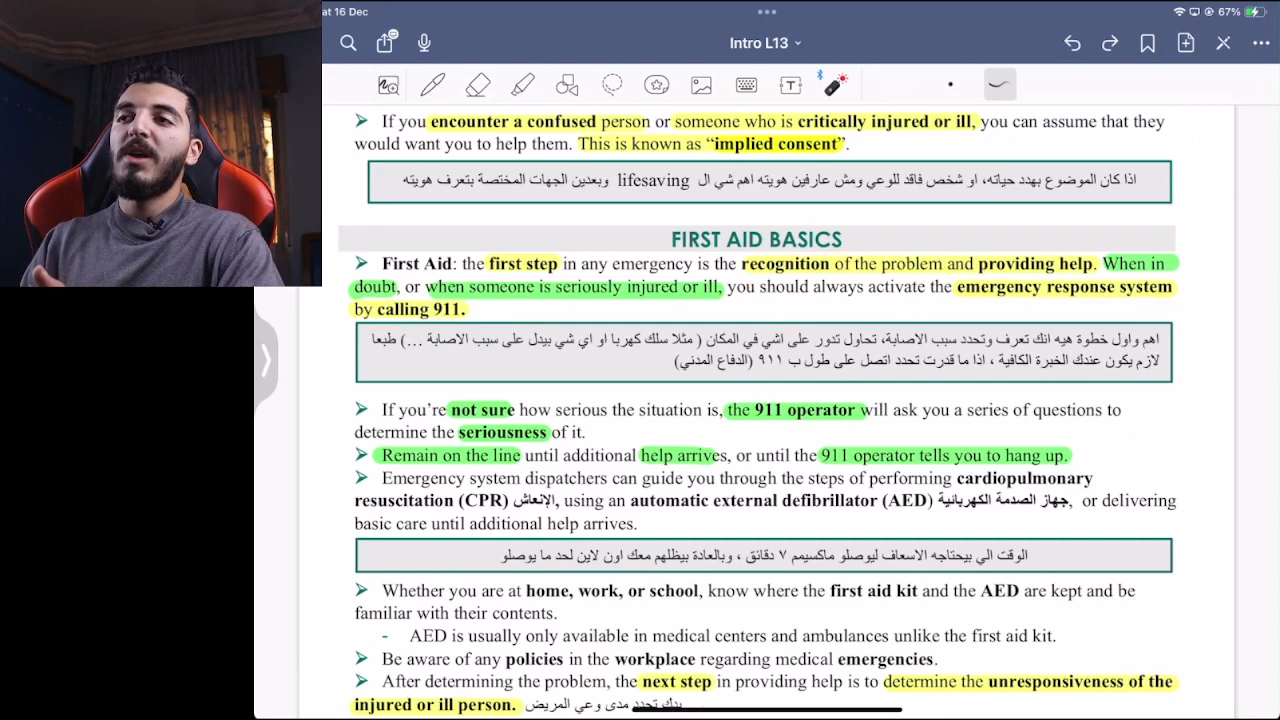 at 16 Dec
67%
Intro L13
➤ If you encounter a confused person or someone who is critically injured or ill, you can assume that they
would want you to help them. This is known as “implied consent”.
اذا كان الموضوع بهدد حياته، او شخص فاقد للوعي ومش عارفين هويته اهم شي ال lifesaving وبعدين الجهات المختصة بتعرف هويته
FIRST AID BASICS
➤ First Aid: the first step in any emergency is the recognition of the problem and providing help. When in
doubt, or when someone is seriously injured or ill, you should always activate the emergency response system
by calling 911.
اهم واول خطوة هيه انك تعرف وتحدد سبب الاصابة، تحاول تدور على اشي في المكان ( مثلا سلك كهربا او اي شي بيدل على سبب الاصابة ...) طبعا
لازم يكون عندك الخبرة الكافية ، اذا ما قدرت تحدد اتصل على طول ب ٩١١ (الدفاع المدني)
➤ If you’re not sure how serious the situation is, the 911 operator will ask you a series of questions to
determine the seriousness of it.
➤ Remain on the line until additional help arrives, or until the 911 operator tells you to hang up.
➤ Emergency system dispatchers can guide you through the steps of performing cardiopulmonary
resuscitation (CPR) الإنعاش, using an automatic external defibrillator (AED) جهاز الصدمة الكهربائية, or delivering
basic care until additional help arrives.
الوقت الي بيحتاجه الاسعاف ليوصلو ماكسيمم ٧ دقائق ، وبالعادة بيظلهم معك اون لاين لحد ما يوصلو
➤ Whether you are at home, work, or school, know where the first aid kit and the AED are kept and be
familiar with their contents.
- AED is usually only available in medical centers and ambulances unlike the first aid kit.
➤ Be aware of any policies in the workplace regarding medical emergencies.
➤ After determining the problem, the next step in providing help is to determine the unresponsiveness of the
injured or ill person. بدك تحدد مدى وعي المريض